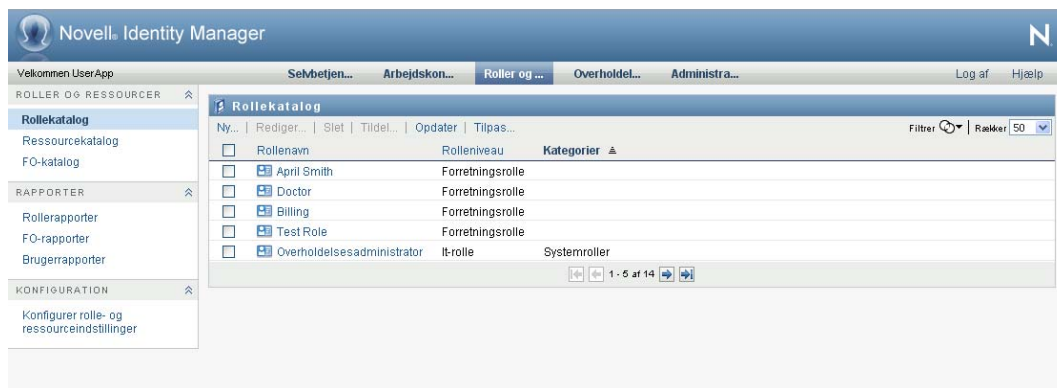 Novell® Identity Manager
N
Velkommen UserApp
Selvbetjen... Arbejdskon... Roller og ... Overholdel... Administra... Log af Hjælp
ROLLER OG RESSOURCER
Rollekatalog
Ressourcekatalog
FO-katalog
RAPPORTER
Rollerapporter
FO-rapporter
Brugerrapporter
KONFIGURATION
Konfigurer rolle- og
ressourceindstillinger
Rollekatalog
Ny... | Rediger... | Slet | Tildel... | Opdater | Tilpas... Filtrer | Rækker 50
Rollenavn Rolleniveau Kategorier
April Smith Forretningsrolle
Doctor Forretningsrolle
Billing Forretningsrolle
Test Role Forretningsrolle
Overholdelsesadministrator It-rolle Systemroller
1 - 5 af 14